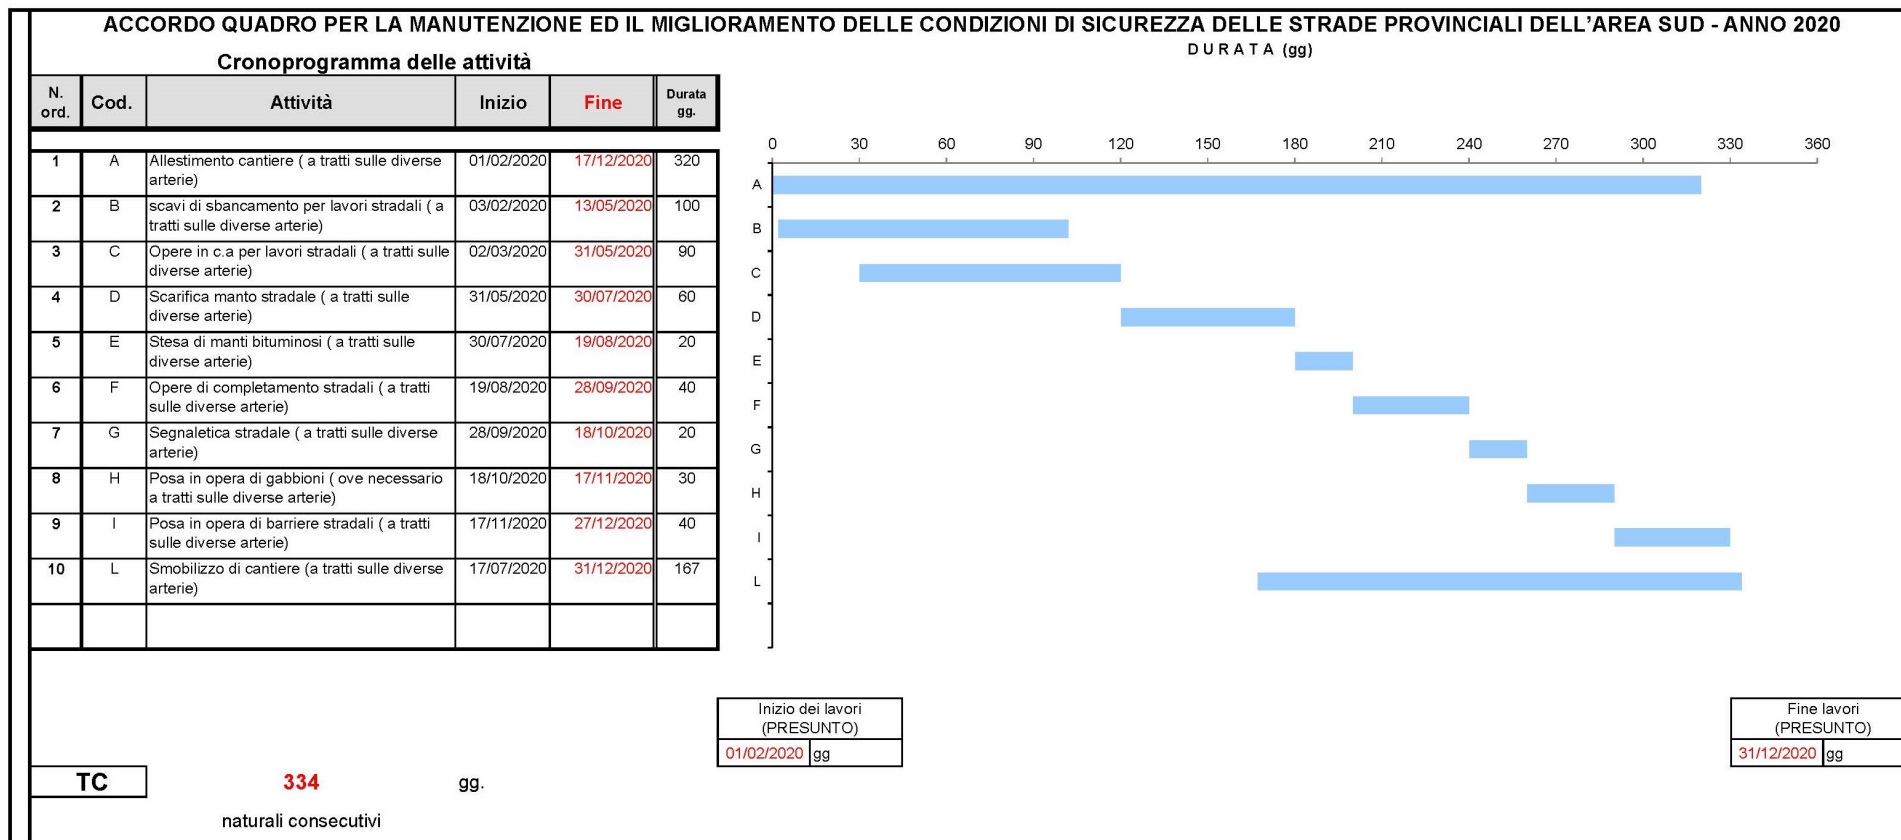 ACCORDO QUADRO PER LA MANUTENZIONE ED IL MIGLIORAMENTO DELLE CONDIZIONI DI SICUREZZA DELLE STRADE PROVINCIALI DELL’AREA SUD - ANNO 2020
D U R A T A (gg)
Cronoprogramma delle attività
N. ord. Cod. Attività Inizio Fine Durata gg.
1 A Allestimento cantiere ( a tratti sulle diverse 01/02/2020 17/12/2020 320
arterie)
2 B scavi di sbancamento per lavori stradali ( a 03/02/2020 13/05/2020 100
tratti sulle diverse arterie)
3 C Opere in c.a per lavori stradali ( a tratti sulle 02/03/2020 31/05/2020 90
diverse arterie)
4 D Scarifica manto stradale ( a tratti sulle 31/05/2020 30/07/2020 60
diverse arterie)
5 E Stesa di manti bituminosi ( a tratti sulle 30/07/2020 19/08/2020 20
diverse arterie)
6 F Opere di completamento stradali ( a tratti 19/08/2020 28/09/2020 40
sulle diverse arterie)
7 G Segnaletica stradale ( a tratti sulle diverse 28/09/2020 18/10/2020 20
arterie)
8 H Posa in opera di gabbioni ( ove necessario 18/10/2020 17/11/2020 30
a tratti sulle diverse arterie)
9 I Posa in opera di barriere stradali ( a tratti 17/11/2020 27/12/2020 40
sulle diverse arterie)
10 L Smobilizzo di cantiere (a tratti sulle diverse 17/07/2020 31/12/2020 167
arterie)
0 30 60 90 120 150 180 210 240 270 300 330 360
A
B
C
D
E
F
G
H
I
L
Inizio dei lavori
(PRESUNTO)
01/02/2020 gg
Fine lavori
(PRESUNTO)
31/12/2020 gg
TC 334 gg.
naturali consecutivi